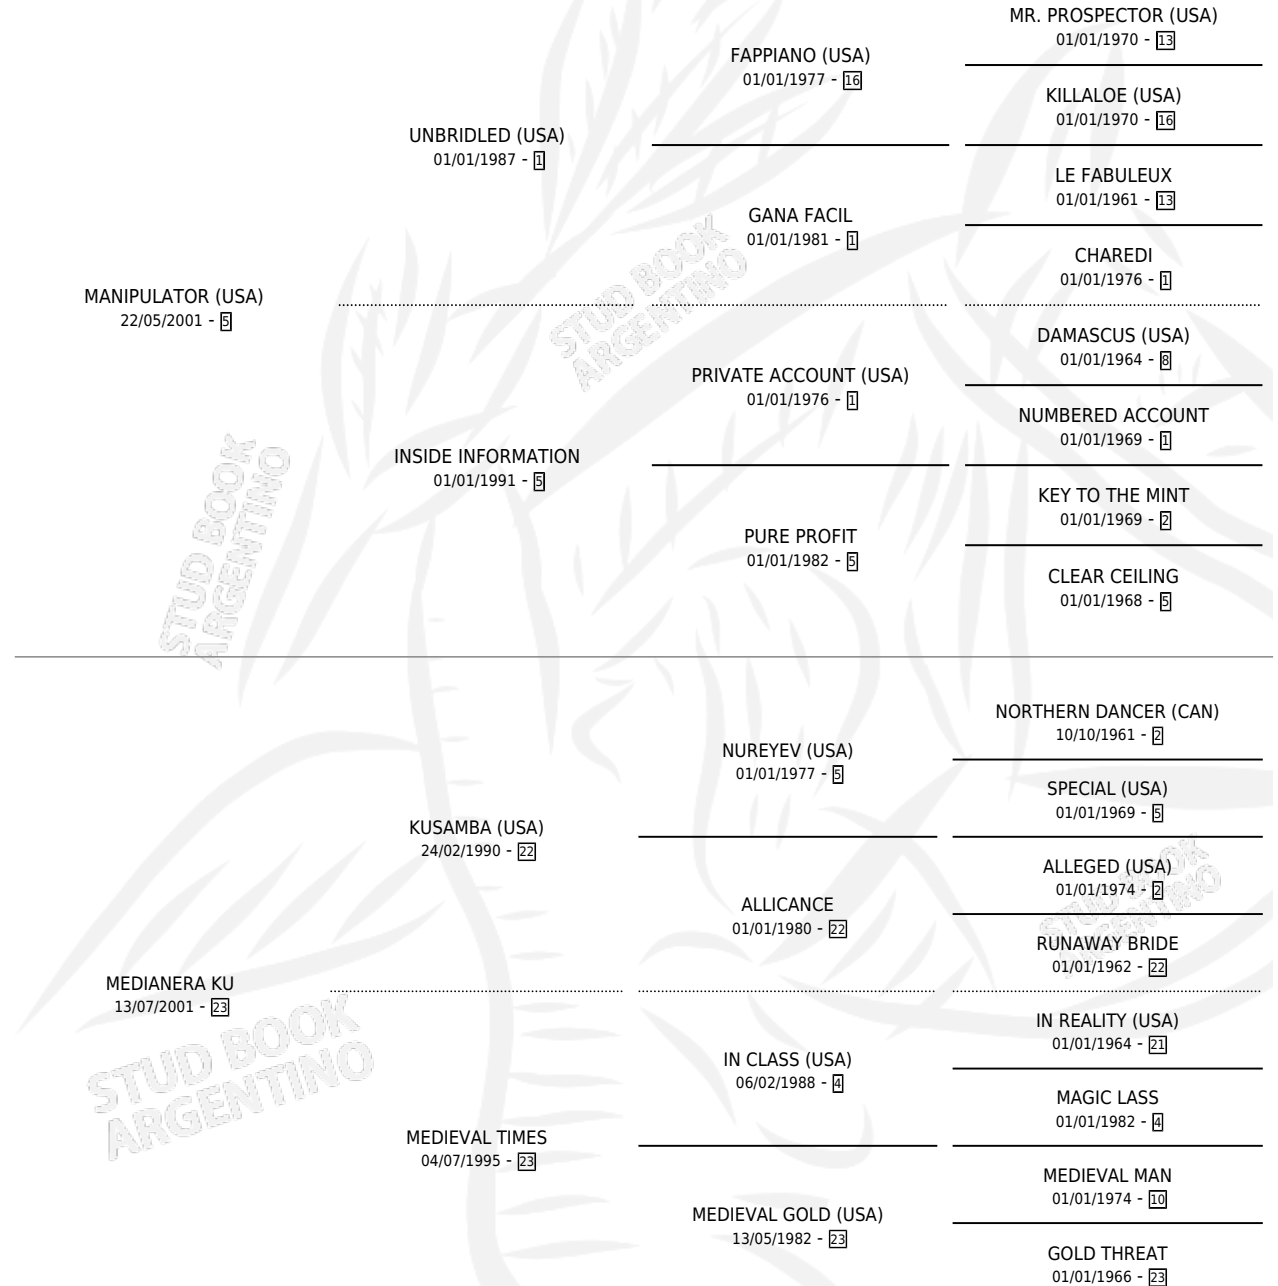 MR. PROSPECTOR (USA)
01/01/1970 - 13
FAPPIANO (USA)
01/01/1977 - 16
KILLALOE (USA)
01/01/1970 - 16
UNBRIDLED (USA)
01/01/1987 - 1
LE FABULEUX
01/01/1961 - 13
GANA FACIL
01/01/1981 - 1
CHAREDI
01/01/1976 - 1
MANIPULATOR (USA)
22/05/2001 - 5
DAMASCUS (USA)
01/01/1964 - 8
PRIVATE ACCOUNT (USA)
01/01/1976 - 1
NUMBERED ACCOUNT
01/01/1969 - 1
INSIDE INFORMATION
01/01/1991 - 5
KEY TO THE MINT
01/01/1969 - 2
PURE PROFIT
01/01/1982 - 5
CLEAR CEILING
01/01/1968 - 5
NORTHERN DANCER (CAN)
10/10/1961 - 2
NUREYEV (USA)
01/01/1977 - 5
SPECIAL (USA)
01/01/1969 - 5
KUSAMBA (USA)
24/02/1990 - 22
ALLEGED (USA)
01/01/1974 - 2
ALLICANCE
01/01/1980 - 22
RUNAWAY BRIDE
01/01/1962 - 22
MEDIANERA KU
13/07/2001 - 23
IN REALITY (USA)
01/01/1964 - 21
IN CLASS (USA)
06/02/1988 - 4
MAGIC LASS
01/01/1982 - 4
MEDIEVAL TIMES
04/07/1995 - 23
MEDIEVAL MAN
01/01/1974 - 10
MEDIEVAL GOLD (USA)
13/05/1982 - 23
GOLD THREAT
01/01/1966 - 23
STUD BOOK
ARGENTINO
STUD BOOK
ARGENTINO
STUD BOOK
ARGENTINO
STUD BOOK
ARGENTINO